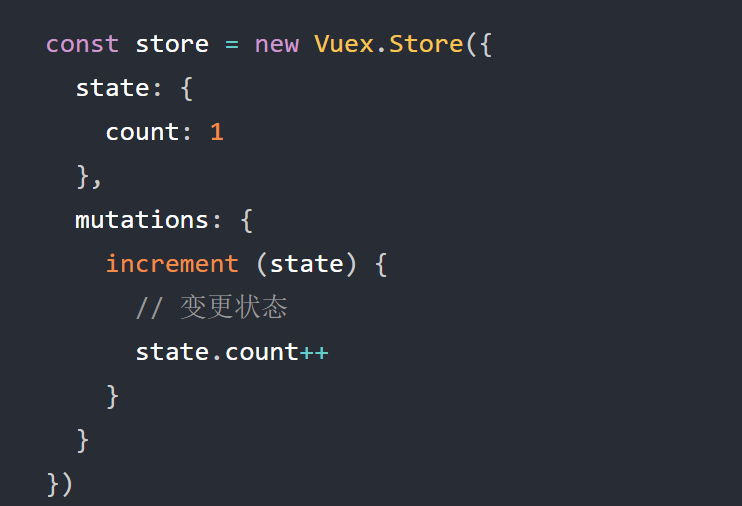 const store = new Vuex.Store({
  state: {
    count: 1
  },
  mutations: {
    increment (state) {
      // 变更状态
      state.count++
    }
  }
})